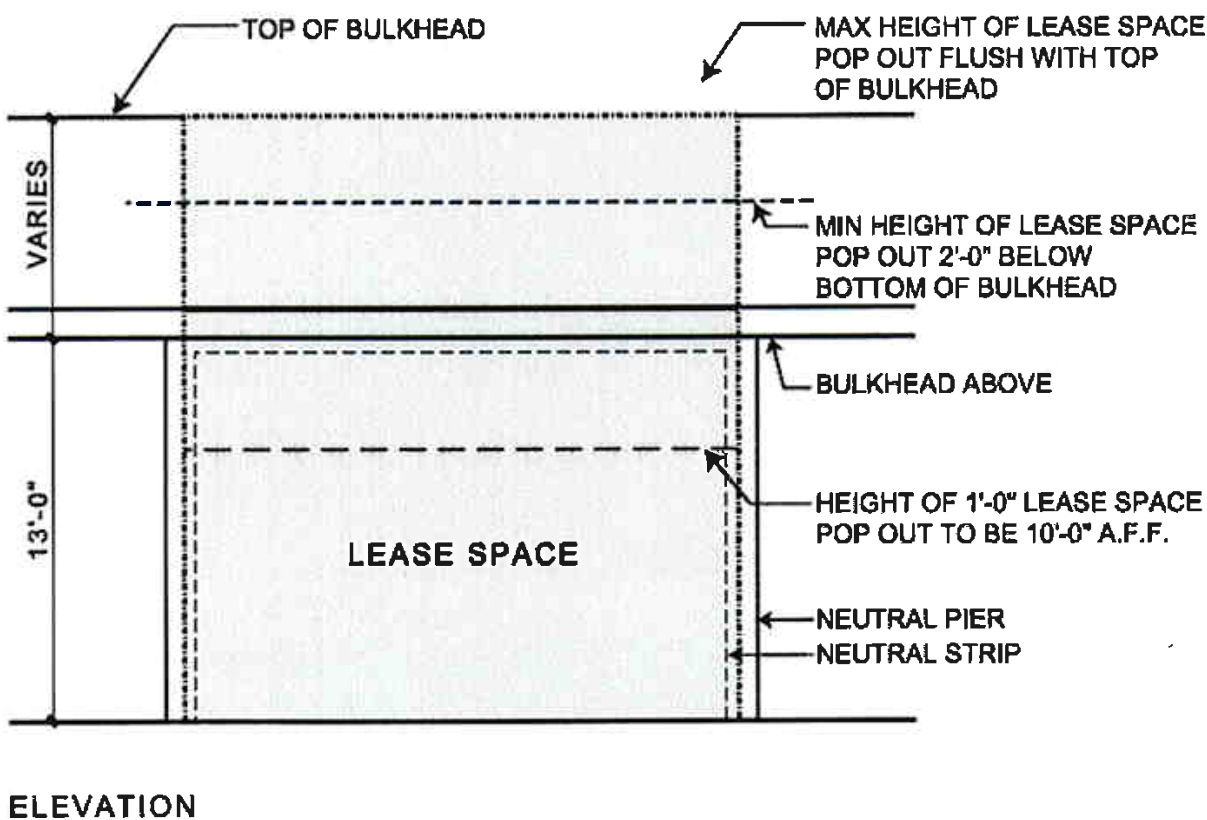 TOP OF BULKHEAD
MAX HEIGHT OF LEASE SPACE
POP OUT FLUSH WITH TOP
OF BULKHEAD
VARIES
MIN HEIGHT OF LEASE SPACE
POP OUT 2'-0" BELOW
BOTTOM OF BULKHEAD
BULKHEAD ABOVE
13'-0"
HEIGHT OF 1'-0" LEASE SPACE
POP OUT TO BE 10'-0" A.F.F.
LEASE SPACE
NEUTRAL PIER
NEUTRAL STRIP
ELEVATION